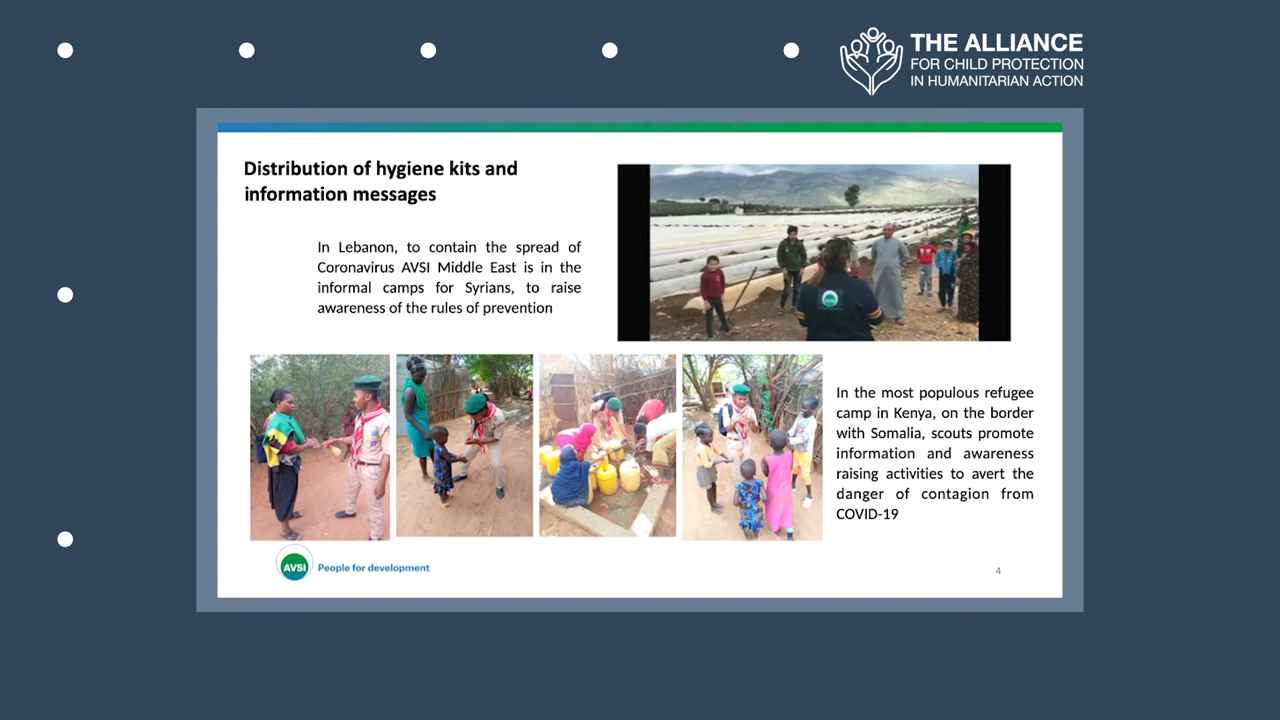 THE ALLIANCE
FOR CHILD PROTECTION
IN HUMANITARIAN ACTION
Distribution of hygiene kits and
information messages
In Lebanon, to contain the spread of
Coronavirus AVSI Middle East is in the
informal camps for Syrians, to raise
awareness of the rules of prevention
AVSI
In the most populous refugee
camp in Kenya, on the border
with Somalia, scouts promote
information and awareness
raising activities to avert the
danger of contagion from
COVID-19
AVSI
People for development
4